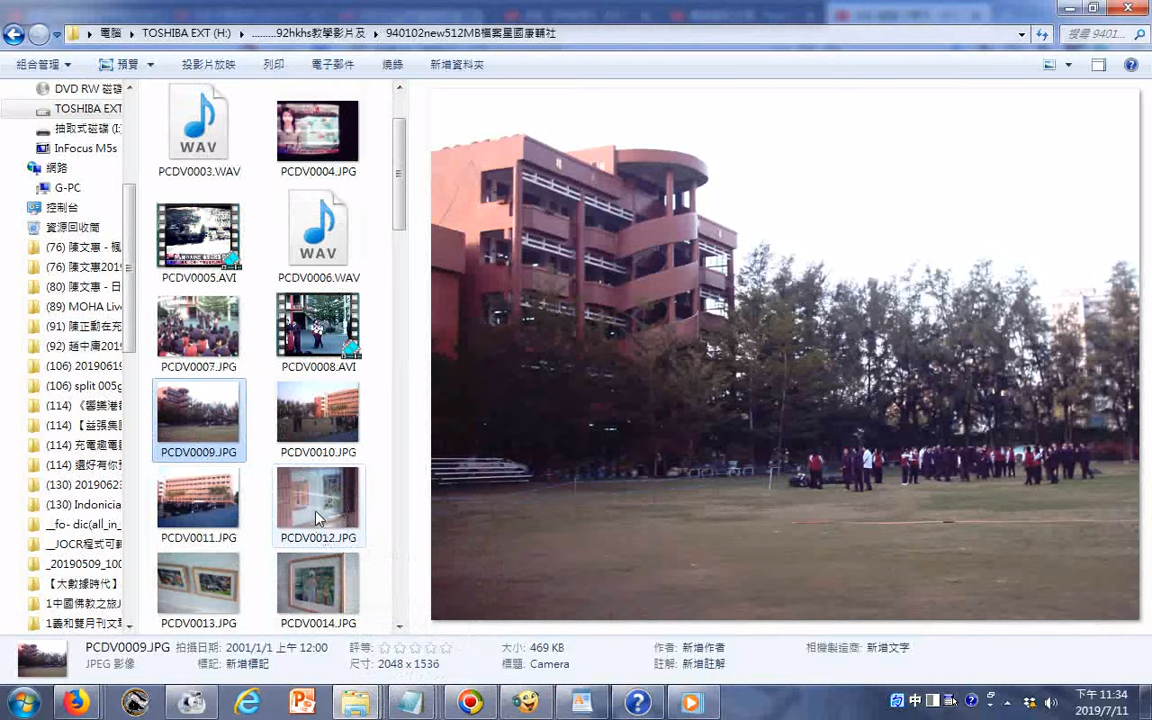 電腦 ▸ TOSHIBA EXT (H:) ▸ .........92hkhs教學影片及 ▸ 940102new512MB檔案星國康輔社
搜尋 9401...
組合管理 預覽 投影片放映 列印 電子郵件 燒錄 新增資料夾
DVD RW 磁碟
TOSHIBA EXT
抽取式磁碟 (I:
InFocus M5s
網路
G-PC
控制台
資源回收筒
(76) 陳文惠 - 楓
(76) 陳文惠201
(80) 陳文惠 - 日
(89) MOHA Live
(91) 陳正勳在充
(92) 趙中庸201
(106) 20190619
(106) split 005g
(114) 《響樂港
(114) 【益張集團
(114) 充電趣電
(114) 還好有你
(130) 20190623
(130) Indonicia
__fo- dic(all_in_
__JOCR程式可
_20190509_100
【大數據時代】
1中國佛教之旅
1義和雙月刊文
WAV
PCDV0003.WAV PCDV0004.JPG
WAV
PCDV0005.AVI PCDV0006.WAV
PCDV0007.JPG PCDV0008.AVI
PCDV0009.JPG PCDV0010.JPG
PCDV0011.JPG PCDV0012.JPG
PCDV0013.JPG PCDV0014.JPG
PCDV0009.JPG 拍攝日期: 2001/1/1 上午 12:00 評等: 大小: 469 KB 作者: 新增作者 相機製造商: 新增文字
JPEG 影像 標記: 新增標記 尺寸: 2048 x 1536 標題: Camera 註解: 新增註解
中
下午 11:34
2019/7/11